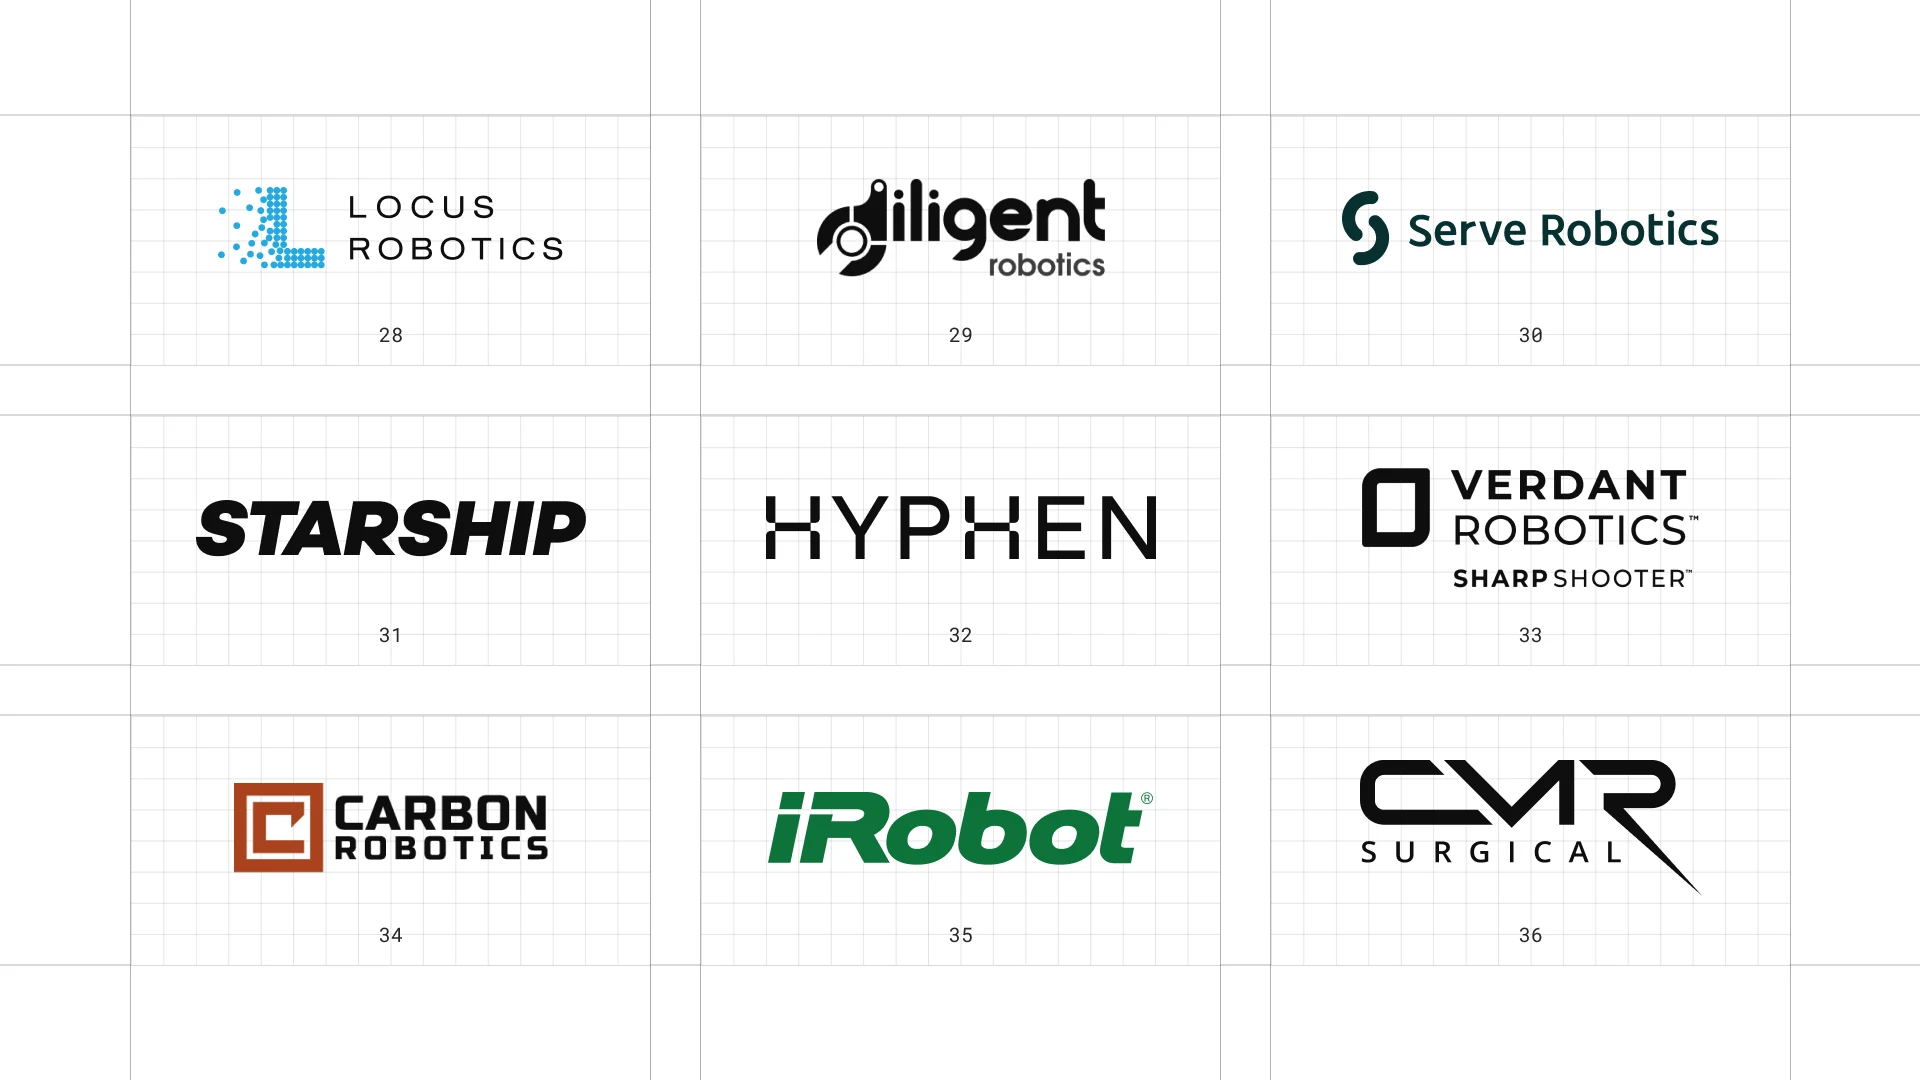 LOCUS
ROBOTICS
28
diligent
robotics
29
Serve Robotics
30
STARSHIP
31
HYPHEN
32
VERDANT
ROBOTICS™
SHARPSHOOTER™
33
CARBON
ROBOTICS
34
iRobot®
35
CMR
SURGICAL
36